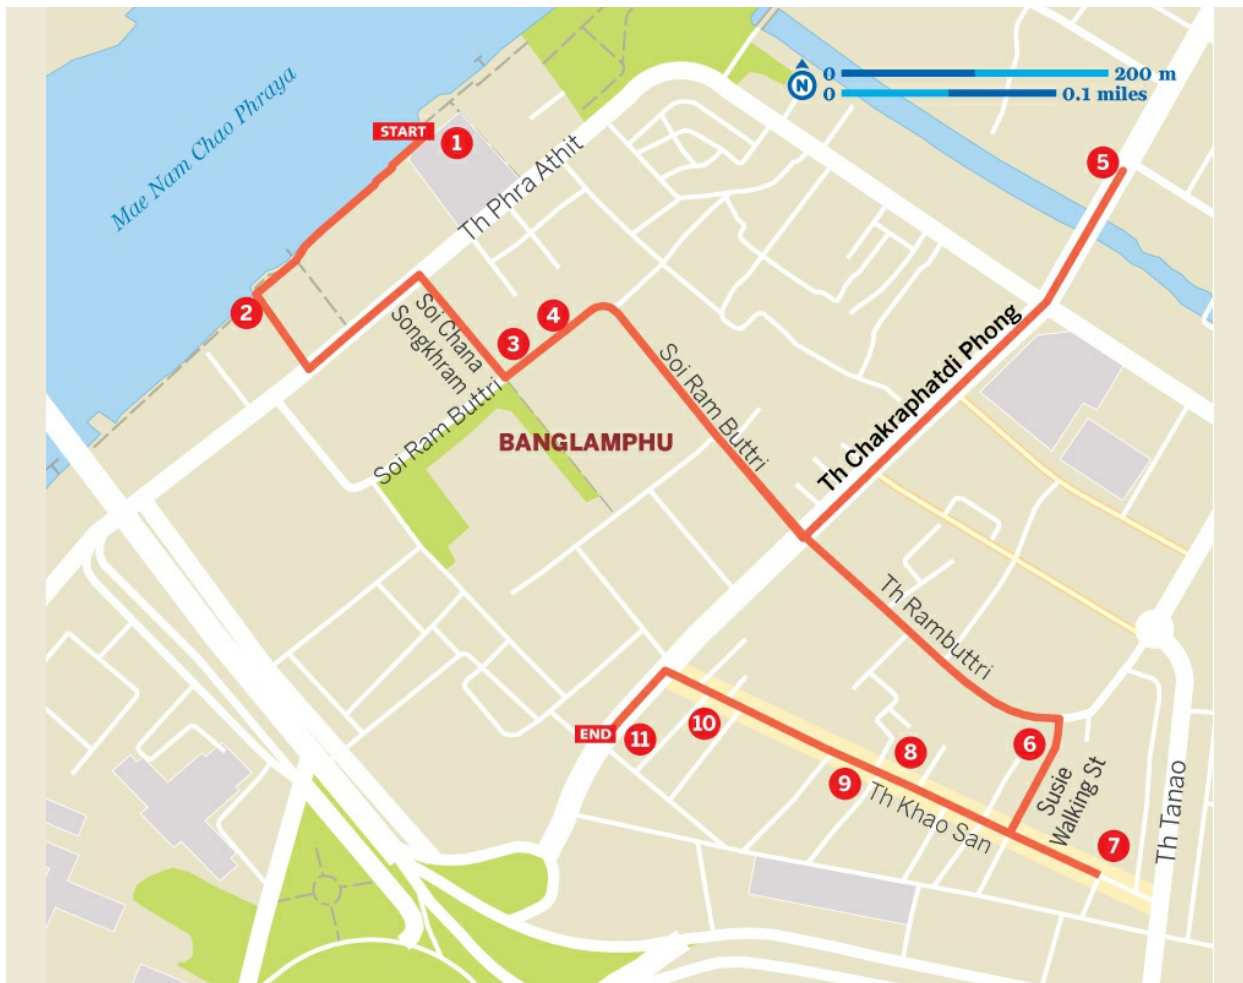 0
200 m
N
0
0.1 miles
Mae Nam Chao Phraya
START
1
Th Phra Athit
5
2
Soi Chana
Songkhram
3
4
Soi Ram Buttri
Soi Ram Buttri
BANGLAMPHU
Th Chakraphatdi Phong
Th Rambuttri
END
11
10
9
8
6
Susie
Walking St
Th Khao San
7
Th Tanao